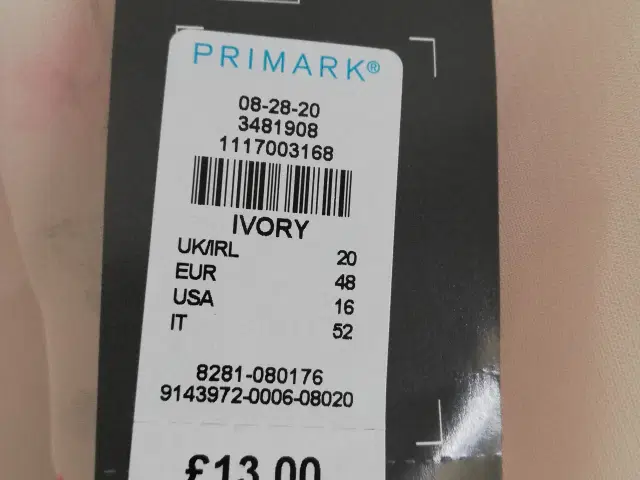 PRIMARK®
08-28-20
3481908
1117003168
IVORY
UK/IRL 20
EUR 48
USA 16
IT 52
8281-080176
9143972-0006-08020
£13.00